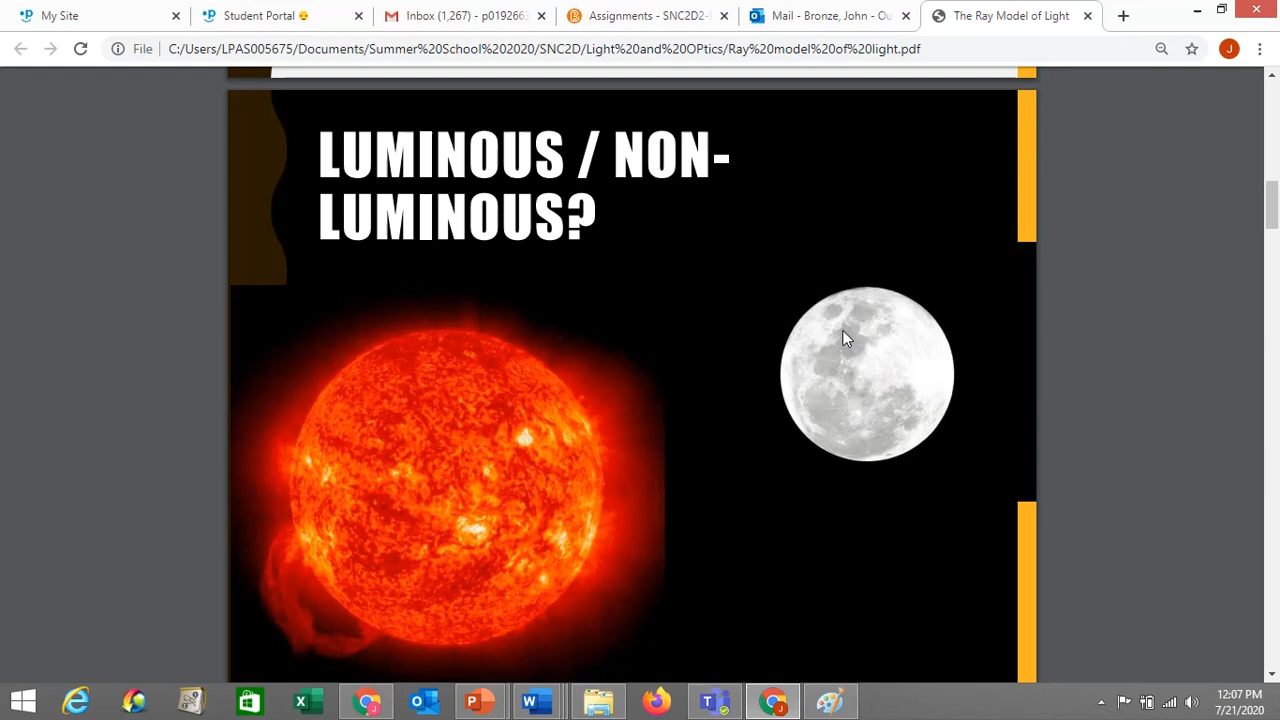 My Site
Student Portal
Inbox (1,267) - p0192663
Assignments - SNC2D2-
Mail - Bronze, John - Ou
The Ray Model of Light
File
C:/Users/LPAS005675/Documents/Summer%20School%202020/SNC2D/Light%20and%20OPtics/Ray%20model%20of%20light.pdf
J
LUMINOUS / NON-
LUMINOUS?
12:07 PM
7/21/2020